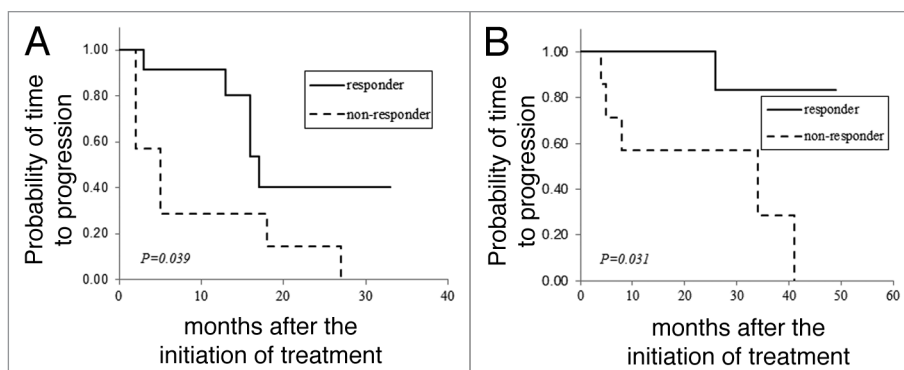 A
Probability of time
to progression
1.00
0.80
0.60
0.40
0.20
0.00
responder
non-responder
P=0.039
0
10
20
30
40
months after the
initiation of treatment
B
Probability of time
to progression
1.00
0.80
0.60
0.40
0.20
0.00
responder
non-responder
P=0.031
0
10
20
30
40
50
60
months after the
initiation of treatment